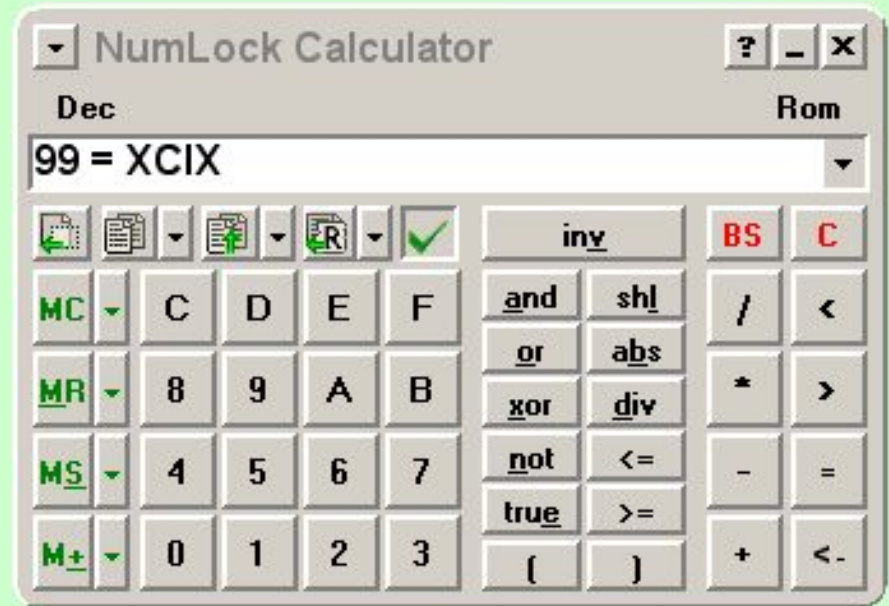 NumLock Calculator ? _ X
Dec Rom
99 = XCIX
R inv BS C
MC C D E F and shl / <
or abs
MR 8 9 A B xor div * >
MS 4 5 6 7 not <= - =
true >=
M+ 0 1 2 3 ( ) + <-